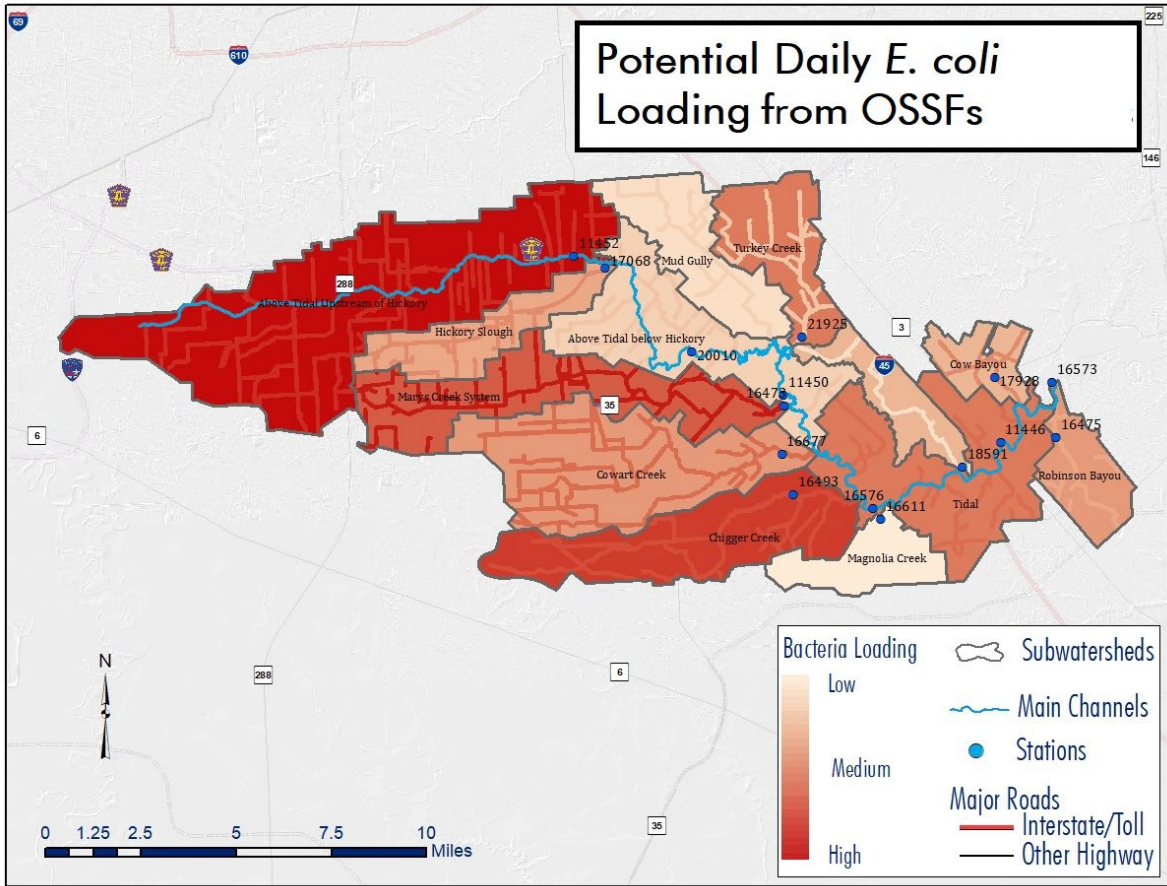 69
610
225
Potential Daily E. coli
Loading from OSSFs
146
Turkey Creek
11452
17068
Mud Gully
288
Above Tidal Upstream of Hickory
Hickory Slough
Above Tidal below Hickory
21925
3
20010
45
Cow Bayou
17928
16573
Marys Creek System
35
16473
11450
6
16677
11446
16475
18591
Cowart Creek
Robinson Bayou
16493
16576
16611
Tidal
Chigger Creek
Magnolia Creek
N
288
6
35
Bacteria Loading
Low
Medium
High
Subwatersheds
Main Channels
Stations
Major Roads
Interstate/Toll
Other Highway
0 1.25 2.5 5 7.5 10
Miles